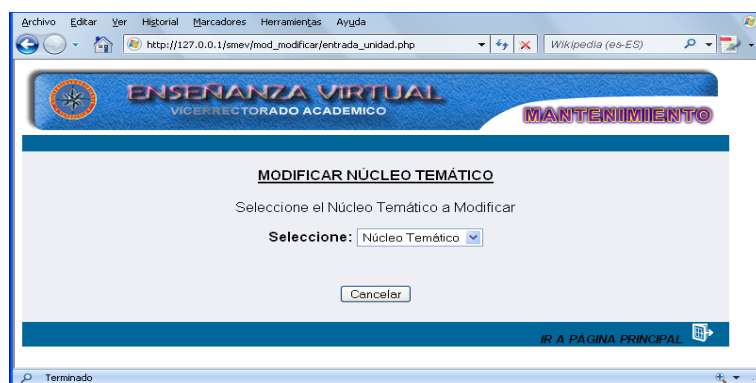 Archivo Editar Ver Historial Marcadores Herramientas Ayuda
http://127.0.0.1/smev/mod_modificar/entrada_unidad.php Wikipedia (es-ES)
ENSEÑANZA VIRTUAL
VICERRECTORADO ACADEMICO
MANTENIMIENTO
MODIFICAR NÚCLEO TEMÁTICO
Seleccione el Núcleo Temático a Modificar
Seleccione: Núcleo Temático
Cancelar
IR A PÁGINA PRINCIPAL
Terminado